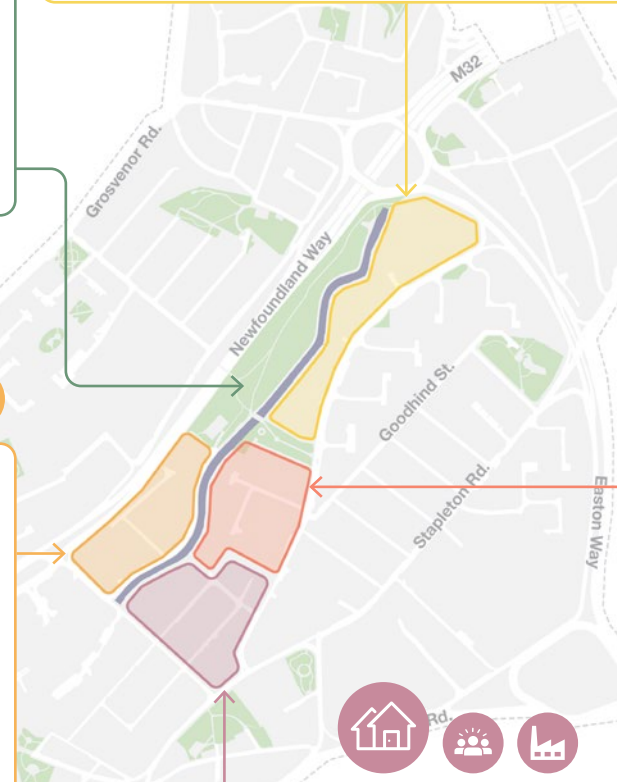 M32
Grosvenor Rd.
Newfoundland Way
Goodhind St.
Stapleton Rd.
Easton Way
Rd.